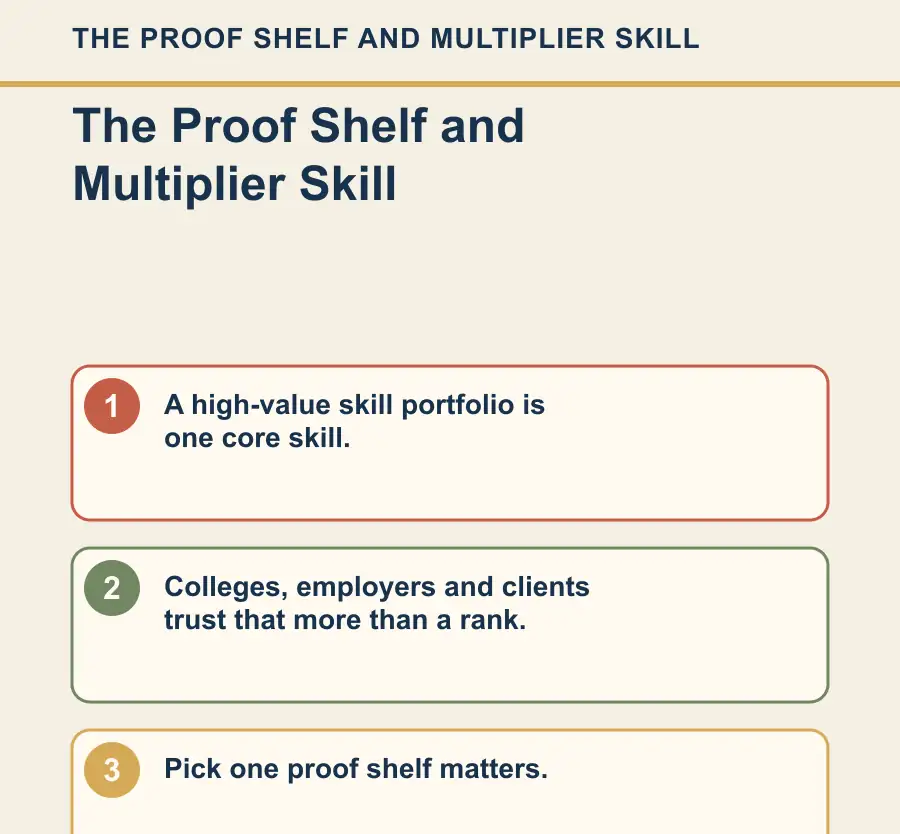 THE PROOF SHELF AND MULTIPLIER SKILL
The Proof Shelf and
Multiplier Skill
1
A high-value skill portfolio is
one core skill.
2
Colleges, employers and clients
trust that more than a rank.
3
Pick one proof shelf matters.